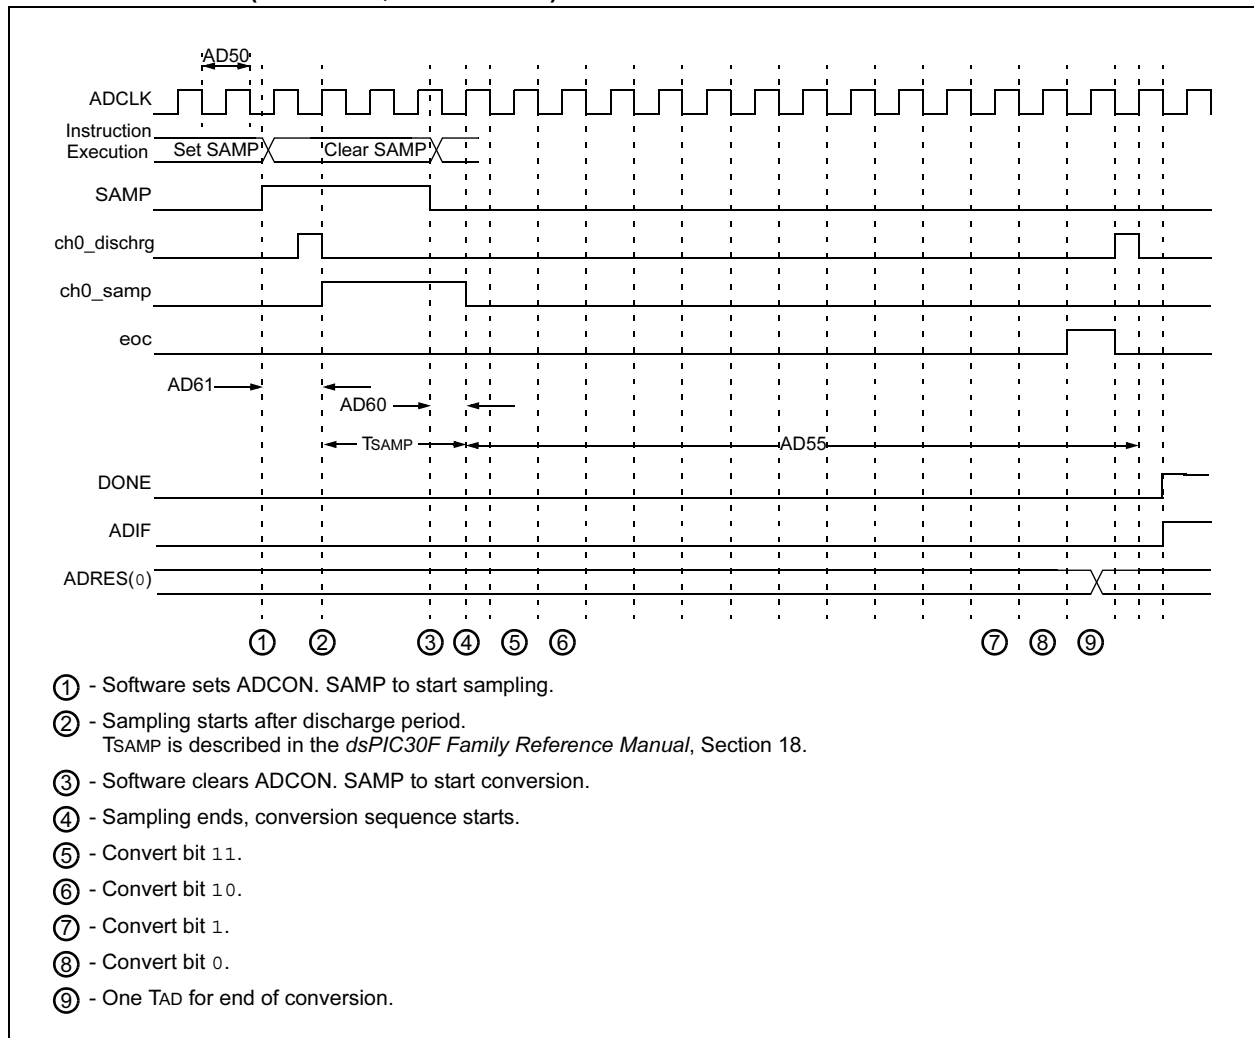 AD50
ADCLK
Instruction
Execution
Set SAMP
Clear SAMP
SAMP
ch0_dischrg
ch0_samp
eoc
AD61
AD60
TSAMP
AD55
DONE
ADIF
ADRES(0)
1 2 3 4 5 6 7 8 9
1 - Software sets ADCON. SAMP to start sampling.
2 - Sampling starts after discharge period.
TSAMP is described in the dsPIC30F Family Reference Manual, Section 18.
3 - Software clears ADCON. SAMP to start conversion.
4 - Sampling ends, conversion sequence starts.
5 - Convert bit 11.
6 - Convert bit 10.
7 - Convert bit 1.
8 - Convert bit 0.
9 - One TAD for end of conversion.